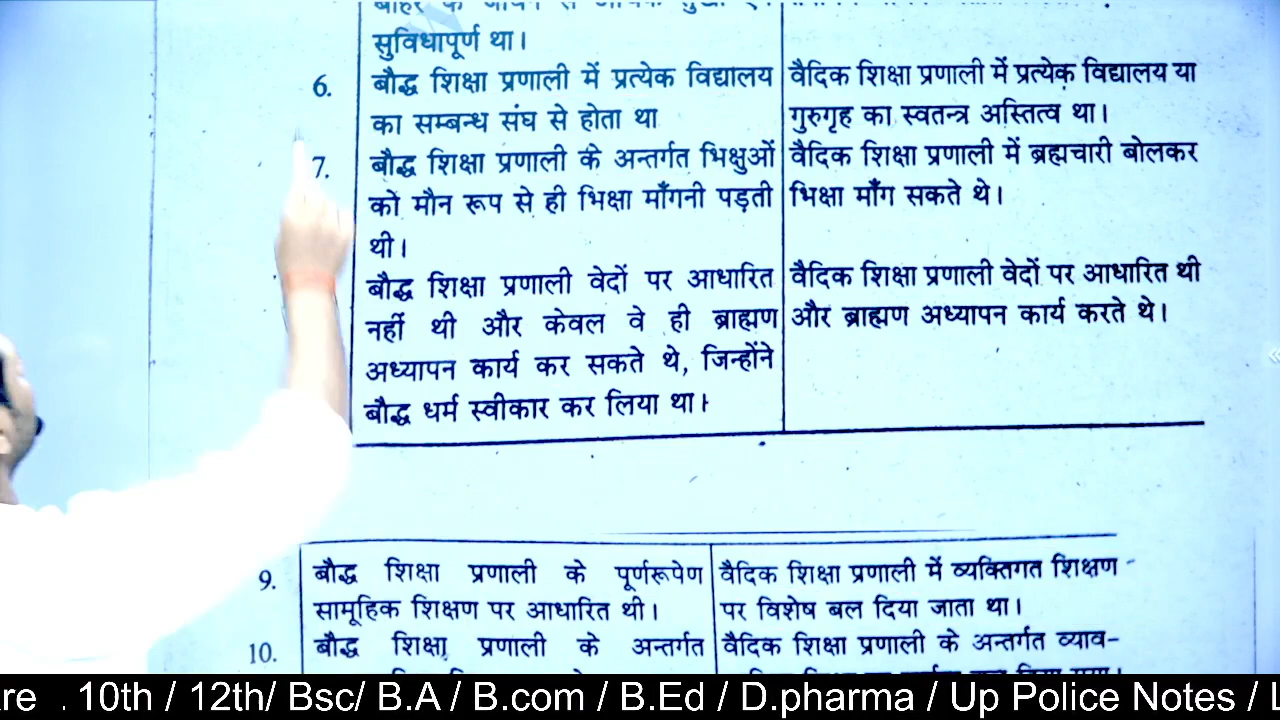 सुविधापूर्ण था।
6. बौद्ध शिक्षा प्रणाली में प्रत्येक विद्यालय
का सम्बन्ध संघ से होता था
वैदिक शिक्षा प्रणाली में प्रत्येक विद्यालय या
गुरुगृह का स्वतन्त्र अस्तित्व था।
7. बौद्ध शिक्षा प्रणाली के अन्तर्गत भिक्षुओं
को मौन रूप से ही भिक्षा माँगनी पड़ती
थी।
वैदिक शिक्षा प्रणाली में ब्रह्मचारी बोलकर
भिक्षा माँग सकते थे।
बौद्ध शिक्षा प्रणाली वेदों पर आधारित
नहीं थी और केवल वे ही ब्राह्मण
अध्यापन कार्य कर सकते थे, जिन्होंने
बौद्ध धर्म स्वीकार कर लिया था।
वैदिक शिक्षा प्रणाली वेदों पर आधारित थी
और ब्राह्मण अध्यापन कार्य करते थे।
9. बौद्ध शिक्षा प्रणाली के पूर्णरूपेण
सामूहिक शिक्षण पर आधारित थी।
वैदिक शिक्षा प्रणाली में व्यक्तिगत शिक्षण
पर विशेष बल दिया जाता था।
10. बौद्ध शिक्षा प्रणाली के अन्तर्गत
वैदिक शिक्षा प्रणाली के अन्तर्गत व्याव-
. 10th / 12th/ Bsc/ B.A / B.com / B.Ed / D.pharma / Up Police Notes /